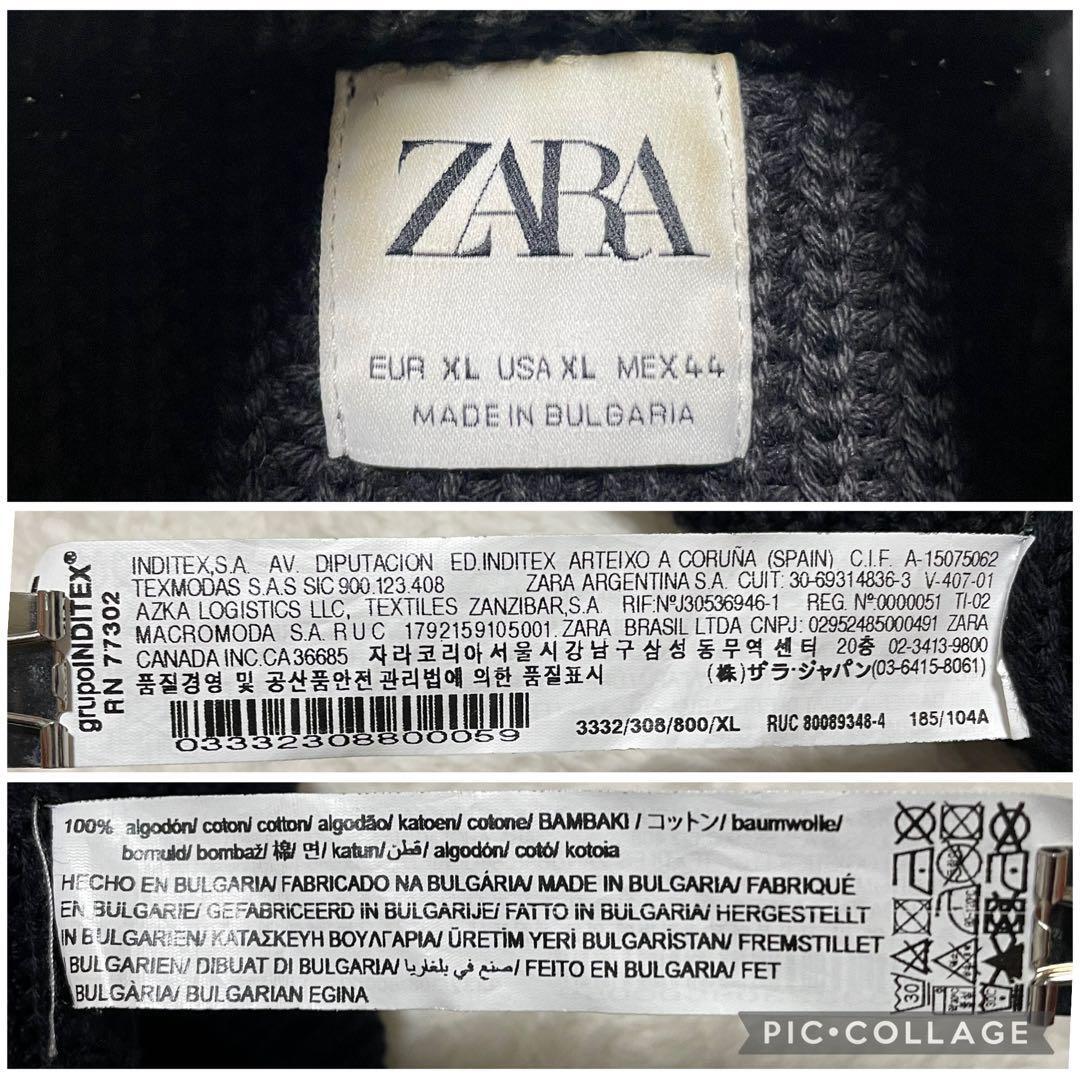 ZARA
EUR XL USA XL MEX 44
MADE IN BULGARIA
grupoINDITEX®
RN 77302
INDITEX,S.A. AV. DIPUTACION ED.INDITEX ARTEIXO A CORUÑA (SPAIN) C.I.F. A-15075062
TEXMODAS S.A.S SIC 900.123.408 ZARA ARGENTINA S.A. CUIT: 30-69314836-3 V-407-01
AZKA LOGISTICS LLC, TEXTILES ZANZIBAR,S.A RIF:NºJ30536946-1 REG. Nº:0000051 TI-02
MACROMODA S.A. R U C 1792159105001. ZARA BRASIL LTDA CNPJ: 02952485000491 ZARA
CANADA INC.CA 36685 자라코리아 서울시강남구 삼성동무역센터 20층 02-3413-9800
품질경영 및 공산품안전 관리법에 의한 품질표시 (株)ザラ・ジャパン(03-6415-8061)
03332308800059 3332/308/800/XL RUC 80089348-4 185/104A
100% algodón/ coton/ cotton/ algodão/ katoen/ cotone/ BAMBAKI / コットン/ baumwolle/
bomuld/ bombaž/ 棉/ 면/ katun/ قطن/ algodón/ cotó/ kotoia
HECHO EN BULGARIA/ FABRICADO NA BULGÁRIA/ MADE IN BULGARIA/ FABRIQUÉ
EN BULGARIE/ GEFABRICEERD IN BULGARIJE/ FATTO IN BULGARIA/ HERGESTELLT
IN BULGARIEN/ ΚΑΤΑΣΚΕΥΗ ΒΟΥΛΓΑΡΙΑ/ ÜRETİM YERİ BULGARİSTAN/ FREMSTILLET
BULGARIEN/ DIBUAT DI BULGARIA/ صنع في بلغاريا/ FEITO EN BULGARIA/ FET
BULGÀRIA/ BULGARIAN EGINA
PIC•COLLAGE